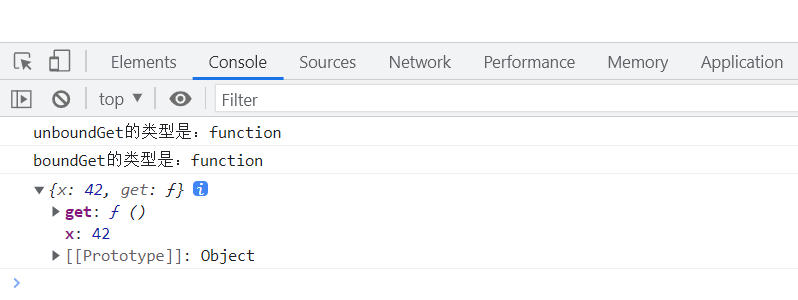 Elements Console Sources Network Performance Memory Application
top ▼ Filter
unboundGet的类型是：function
boundGet的类型是：function
▼{x: 42, get: ƒ} i
▶get: ƒ ()
x: 42
▶[[Prototype]]: Object
>